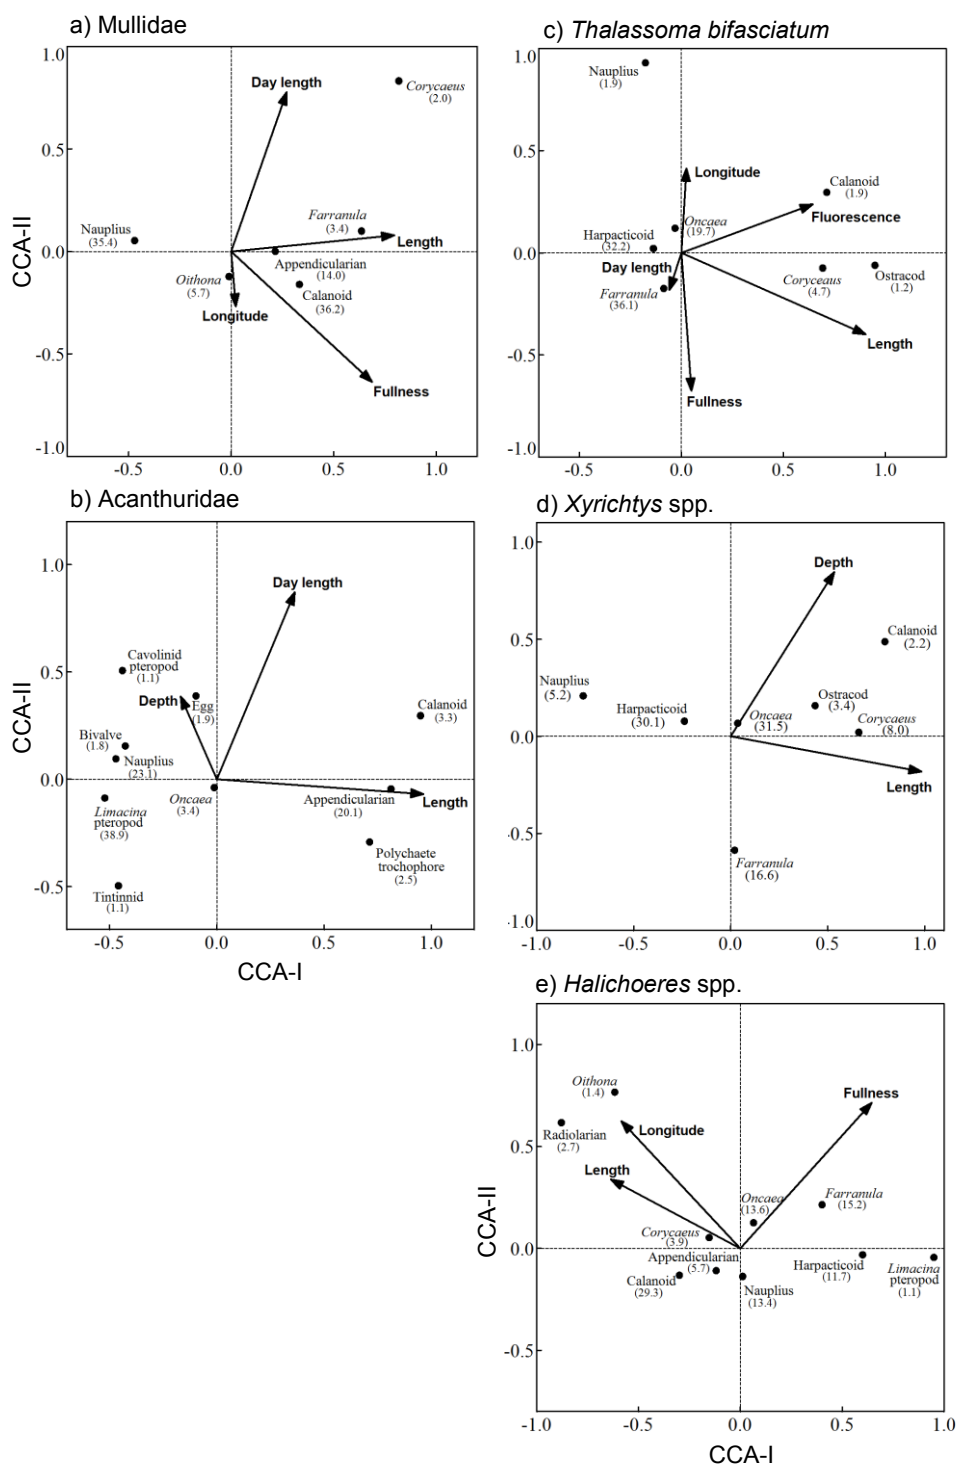 a) Mullidae
1.0
0.5
0.0
-0.5
-1.0
CCA-II
Day length
Corycaeus
(2.0)
Nauplius
(35.4)
Farranula
(3.4)
Length
Appendicularian
(14.0)
Oithona
(5.7)
Calanoid
(36.2)
Longitude
Fullness
-0.5
0.0
0.5
1.0
b) Acanthuridae
1.0
0.5
0.0
-0.5
CCA-II
Day length
Cavolinid
pteropod
(1.1)
Depth
Egg
(1.9)
Calanoid
(3.3)
Bivalve
(1.8)
Nauplius
(23.1)
Oncaea
(3.4)
Appendicularian
(20.1)
Length
Limacina
pteropod
(38.9)
Polychaete
trochophore
(2.5)
Tintinnid
(1.1)
-0.5
0.0
0.5
1.0
CCA-I
c) Thalassoma bifasciatum
1.0
0.5
0.0
-0.5
-1.0
Nauplius
(1.9)
Longitude
Calanoid
(1.9)
Fluorescence
Oncaea
(19.7)
Harpacticoid
(32.2)
Day length
Farranula
(36.1)
Coryceaus
(4.7)
Ostracod
(1.2)
Length
Fullness
-0.5
0.0
0.5
1.0
d) Xyrichtys spp.
1.0
0.5
0.0
-0.5
-1.0
Depth
Calanoid
(2.2)
Nauplius
(5.2)
Harpacticoid
(30.1)
Oncaea
(31.5)
Ostracod
(3.4)
Corycaeus
(8.0)
Length
Farranula
(16.6)
-1.0
-0.5
0.0
0.5
1.0
e) Halichoeres spp.
1.0
0.5
0.0
-0.5
CCA-II
Oithona
(1.4)
Radiolarian
(2.7)
Longitude
Fullness
Length
Oncaea
(13.6)
Farranula
(15.2)
Corycaeus
(3.9)
Appendicularian
(5.7)
Calanoid
(29.3)
Nauplius
(13.4)
Harpacticoid
(11.7)
Limacina
pteropod
(1.1)
-1.0
-0.5
0.0
0.5
1.0
CCA-I